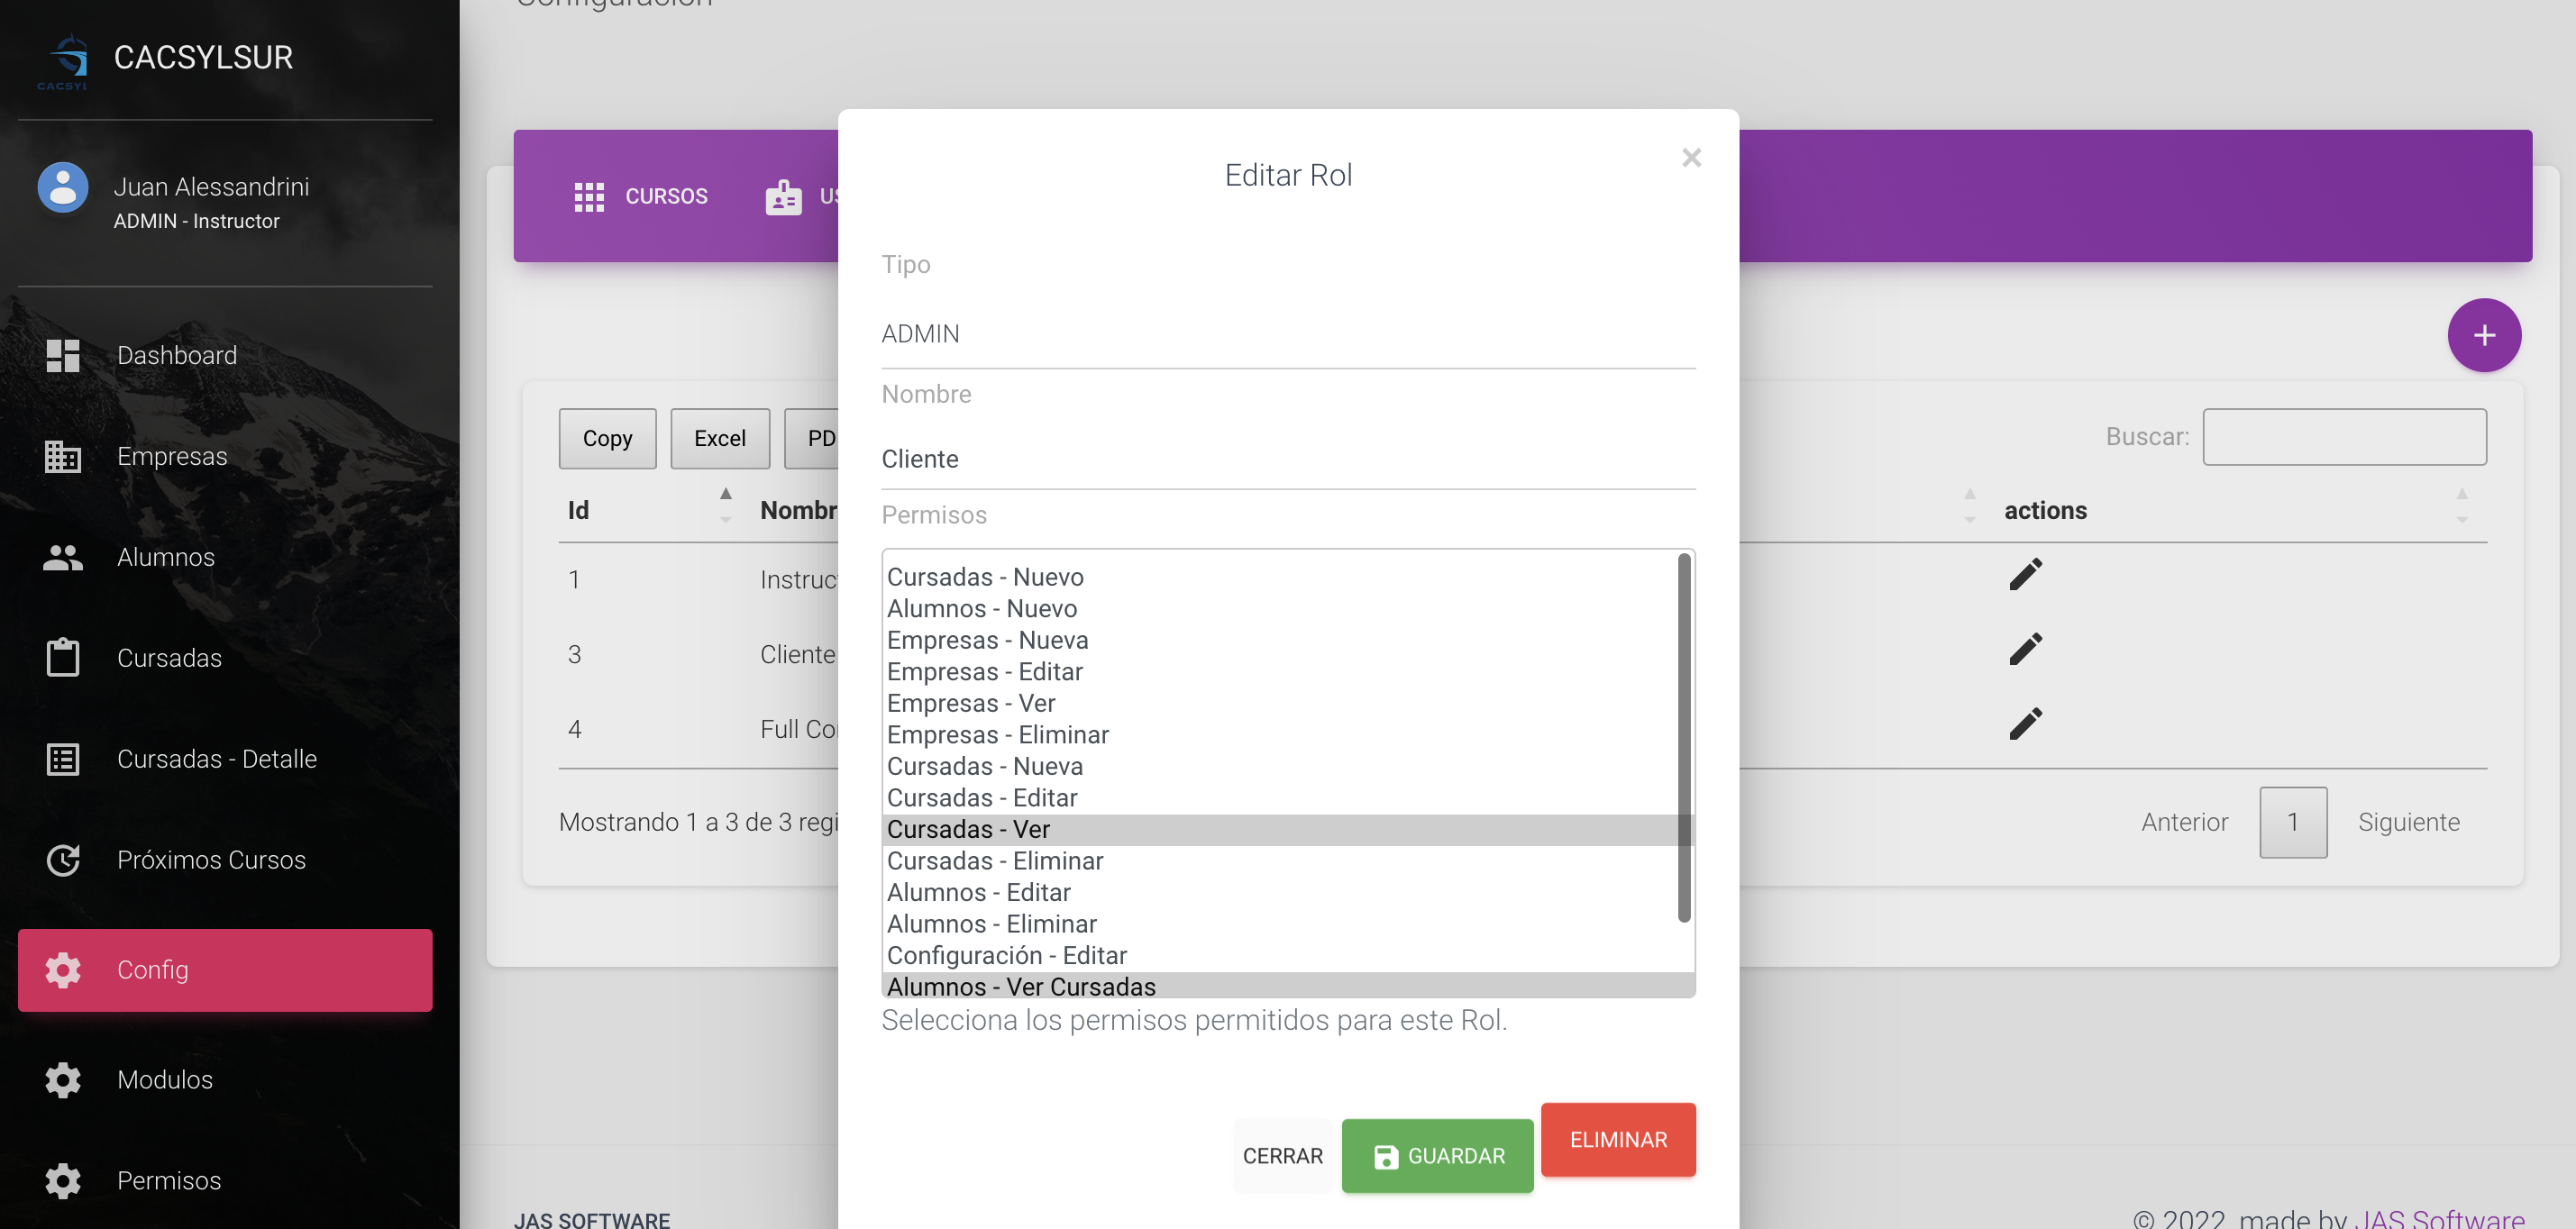 CACSYLSUR
CACSYL
Juan Alessandrini
ADMIN - Instructor
Dashboard
Empresas
Alumnos
Cursadas
Cursadas - Detalle
Próximos Cursos
Config
Modulos
Permisos
Configuración
CURSOS
US
Copy
Excel
PD
Buscar:
Id
Nombr
actions
1
Instruc
3
Cliente
4
Full Co
Mostrando 1 a 3 de 3 regi
Anterior
1
Siguiente
Editar Rol
×
Tipo
ADMIN
Nombre
Cliente
Permisos
Cursadas - Nuevo
Alumnos - Nuevo
Empresas - Nueva
Empresas - Editar
Empresas - Ver
Empresas - Eliminar
Cursadas - Nueva
Cursadas - Editar
Cursadas - Ver
Cursadas - Eliminar
Alumnos - Editar
Alumnos - Eliminar
Configuración - Editar
Alumnos - Ver Cursadas
Selecciona los permisos permitidos para este Rol.
CERRAR
GUARDAR
ELIMINAR
JAS SOFTWARE
© 2022, made by JAS Software